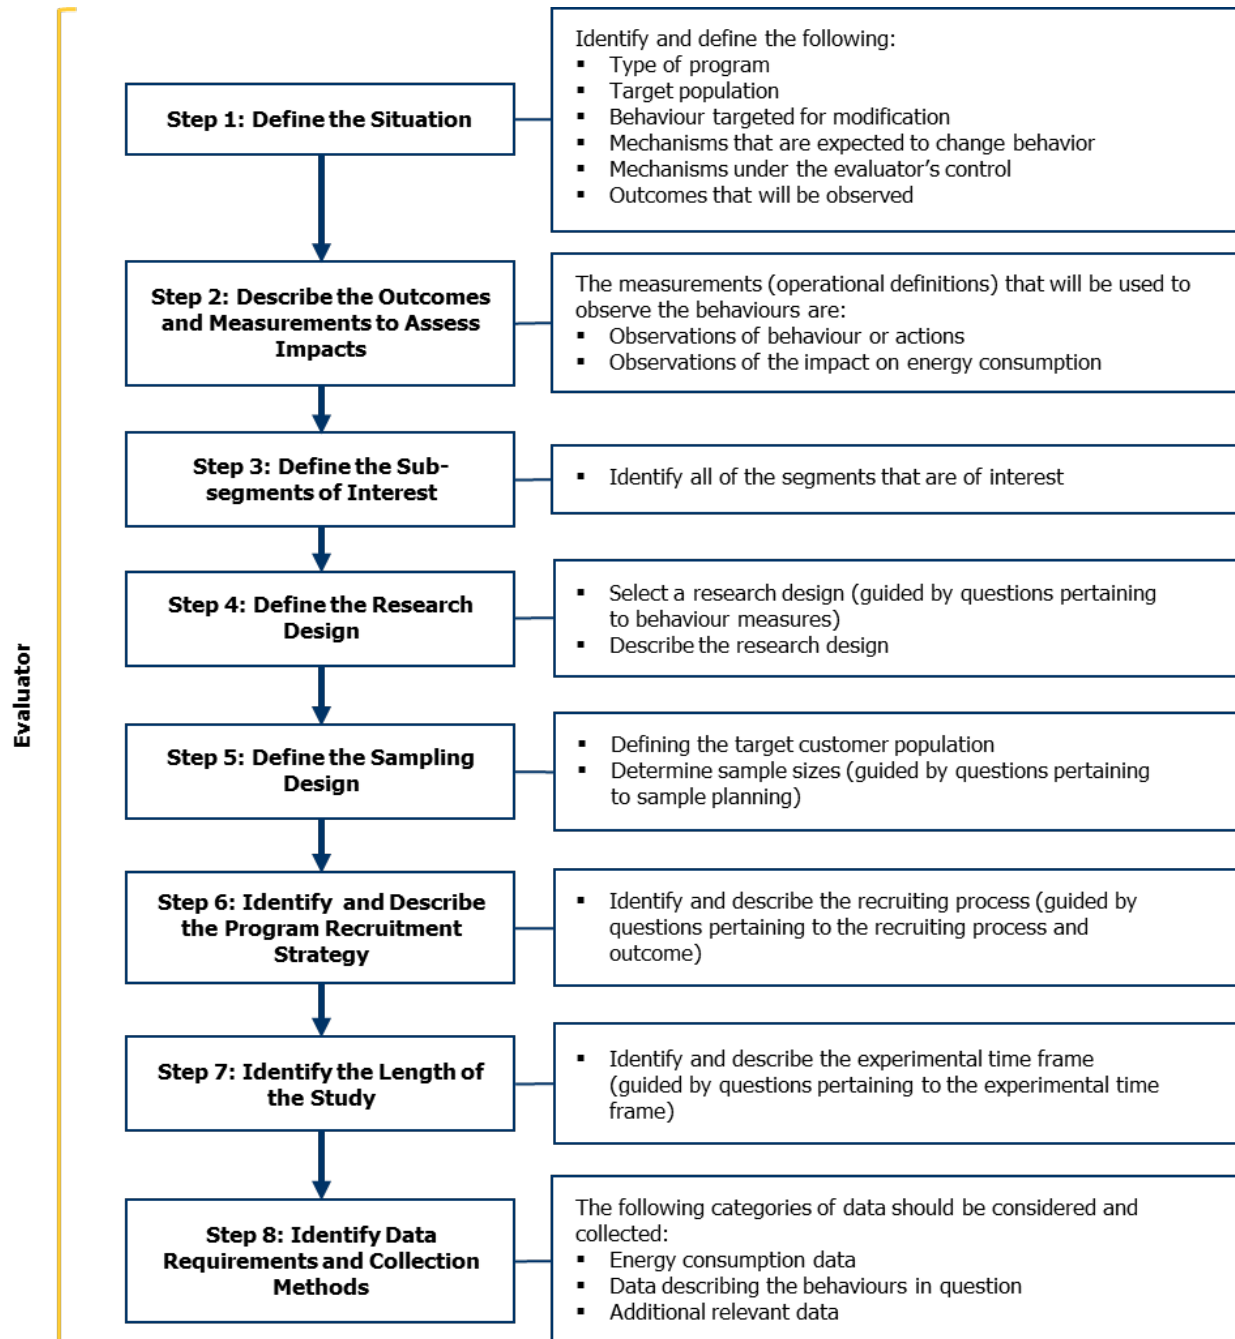 Evaluator
Step 1: Define the Situation
Identify and define the following:
▪ Type of program
▪ Target population
▪ Behaviour targeted for modification
▪ Mechanisms that are expected to change behavior
▪ Mechanisms under the evaluator's control
▪ Outcomes that will be observed
Step 2: Describe the Outcomes
and Measurements to Assess
Impacts
The measurements (operational definitions) that will be used to
observe the behaviours are:
▪ Observations of behaviour or actions
▪ Observations of the impact on energy consumption
Step 3: Define the Sub-
segments of Interest
▪ Identify all of the segments that are of interest
Step 4: Define the Research
Design
▪ Select a research design (guided by questions pertaining
to behaviour measures)
▪ Describe the research design
Step 5: Define the Sampling
Design
▪ Defining the target customer population
▪ Determine sample sizes (guided by questions pertaining
to sample planning)
Step 6: Identify and Describe
the Program Recruitment
Strategy
▪ Identify and describe the recruiting process (guided by
questions pertaining to the recruiting process and
outcome)
Step 7: Identify the Length of
the Study
▪ Identify and describe the experimental time frame
(guided by questions pertaining to the experimental time
frame)
Step 8: Identify Data
Requirements and Collection
Methods
The following categories of data should be considered and
collected:
▪ Energy consumption data
▪ Data describing the behaviours in question
▪ Additional relevant data